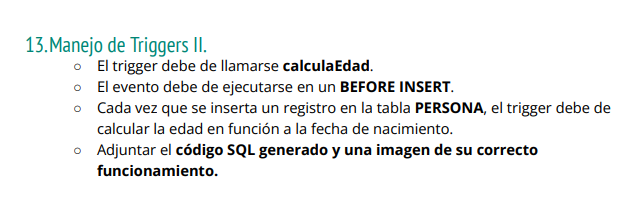 13.Manejo de Triggers II.
○ El trigger debe de llamarse calculaEdad.
○ El evento debe de ejecutarse en un BEFORE INSERT.
○ Cada vez que se inserta un registro en la tabla PERSONA, el trigger debe de
calcular la edad en función a la fecha de nacimiento.
○ Adjuntar el código SQL generado y una imagen de su correcto
funcionamiento.